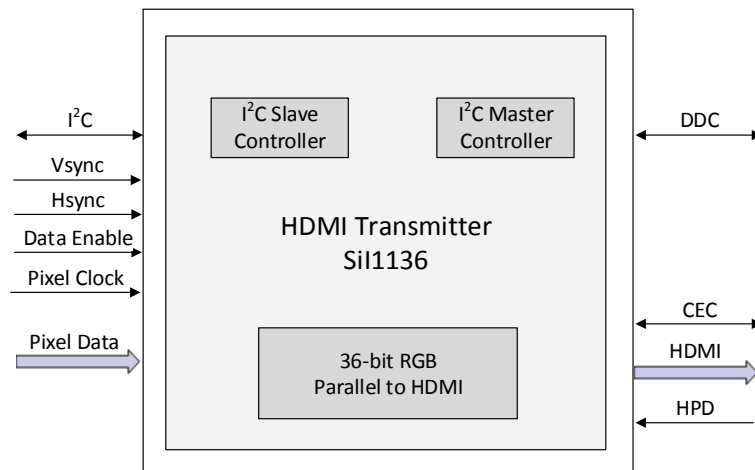 I²C
Vsync
Hsync
Data Enable
Pixel Clock
Pixel Data
I²C Slave
Controller
I²C Master
Controller
HDMI Transmitter
SiI1136
36-bit RGB
Parallel to HDMI
DDC
CEC
HDMI
HPD